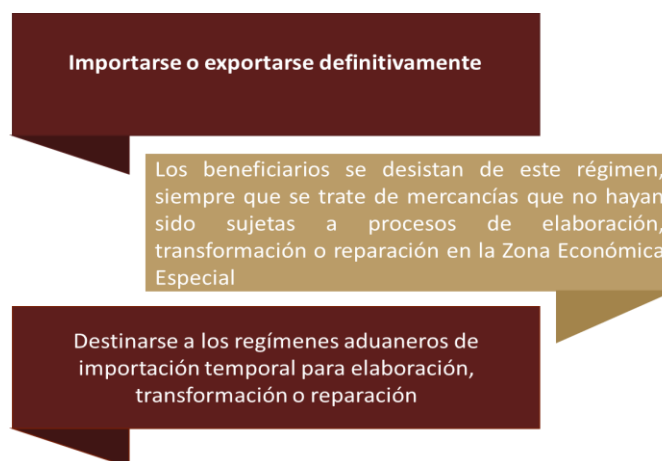 Importarse o exportarse definitivamente
Los beneficiarios se desistan de este régimen,
siempre que se trate de mercancías que no hayan
sido sujetas a procesos de elaboración,
transformación o reparación en la Zona Económica
Especial
Destinarse a los regímenes aduaneros de
importación temporal para elaboración,
transformación o reparación